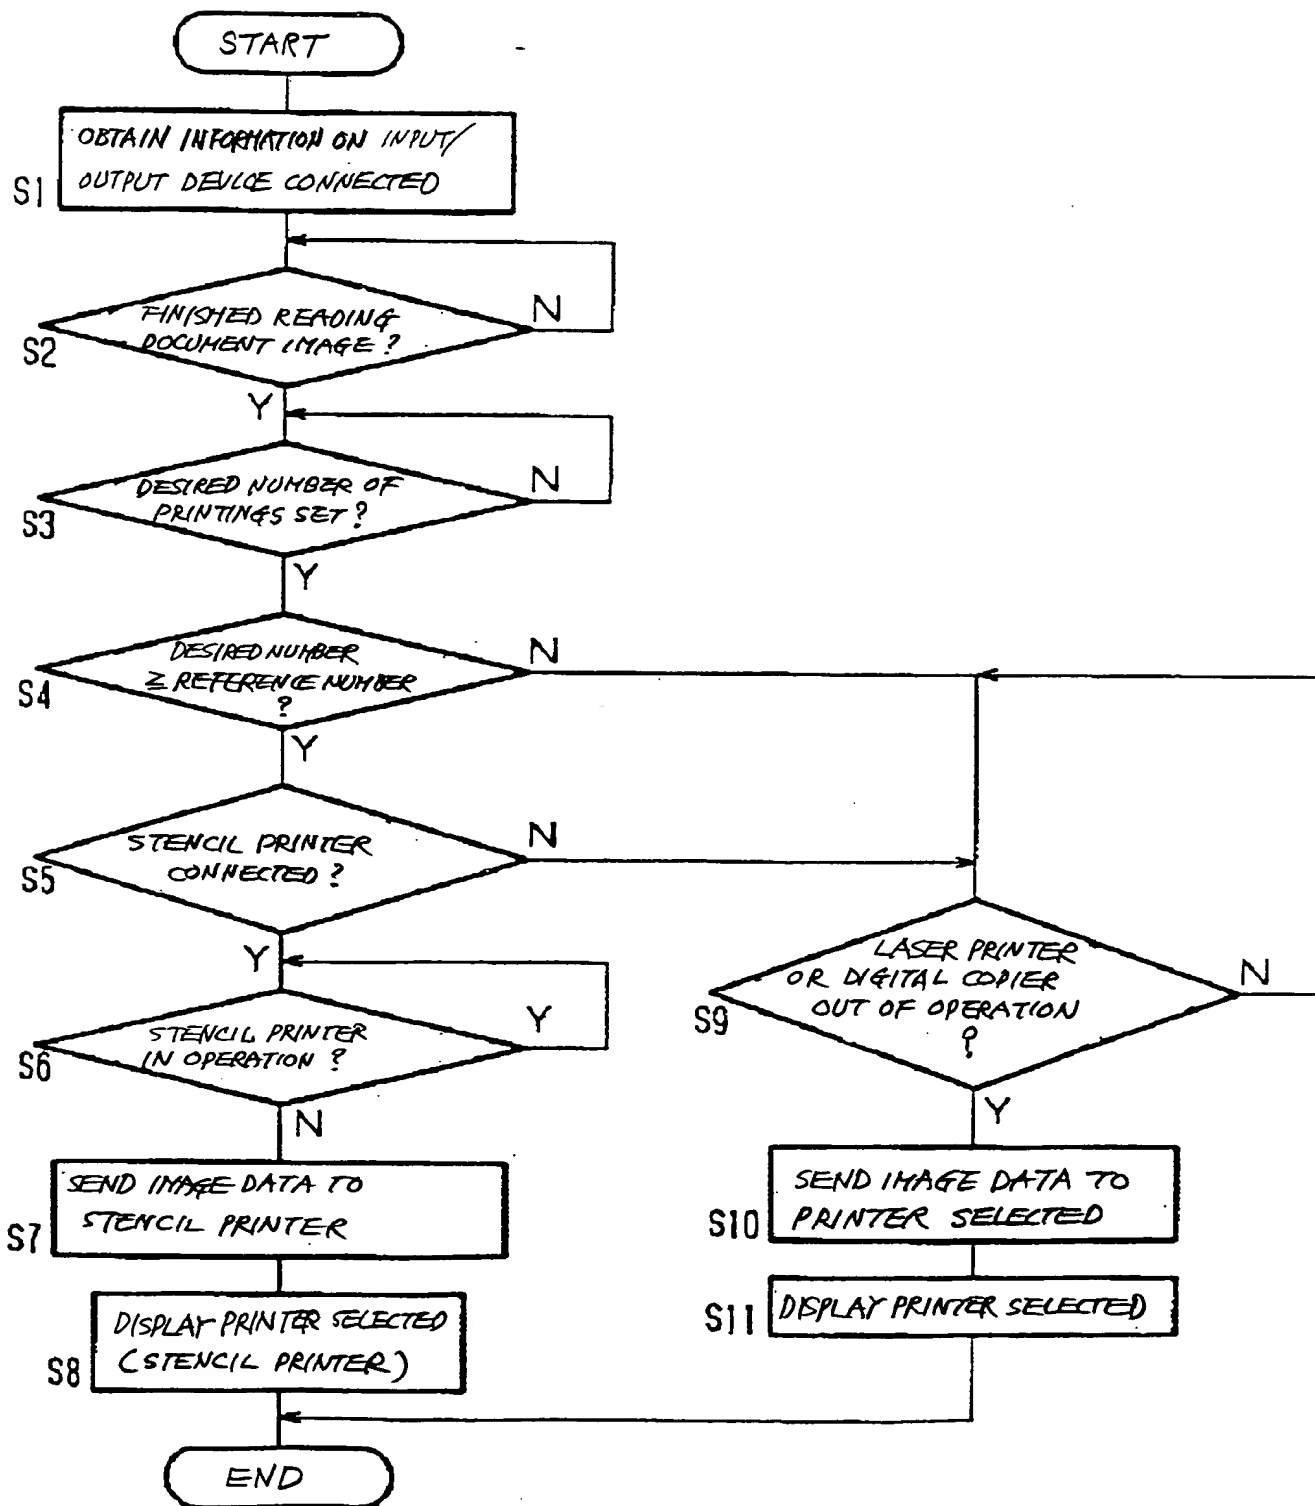 START
OBTAIN INFORMATION ON INPUT/
OUTPUT DEVICE CONNECTED
S1
FINISHED READING
DOCUMENT IMAGE?
N
S2
Y
DESIRED NUMBER OF
PRINTINGS SET?
N
S3
Y
DESIRED NUMBER
≥ REFERENCE NUMBER
?
N
S4
Y
STENCIL PRINTER
CONNECTED?
N
S5
Y
STENCIL PRINTER
IN OPERATION?
Y
S6
N
SEND IMAGE DATA TO
STENCIL PRINTER
S7
DISPLAY PRINTER SELECTED
(STENCIL PRINTER)
S8
LASER PRINTER
OR DIGITAL COPIER
OUT OF OPERATION
?
N
S9
Y
SEND IMAGE DATA TO
PRINTER SELECTED
S10
DISPLAY PRINTER SELECTED
S11
END